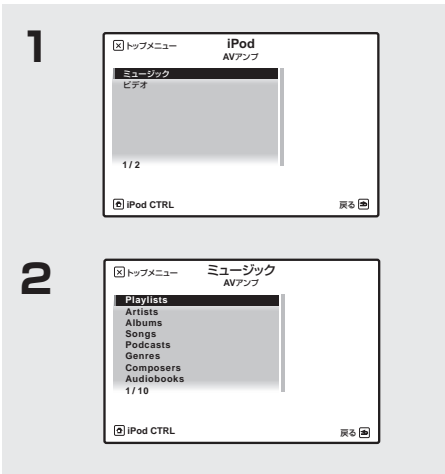 1
トップメニュー
iPod
AVアンプ
ミュージック
ビデオ
1 / 2
iPod CTRL
戻る
2
トップメニュー
ミュージック
AVアンプ
Playlists
Artists
Albums
Songs
Podcasts
Genres
Composers
Audiobooks
1 / 10
iPod CTRL
戻る